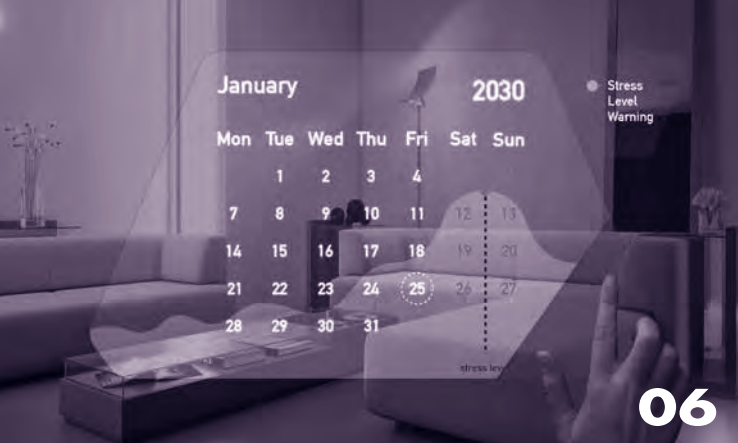 January 2030
Stress
Level
Warning
Mon Tue Wed Thu Fri Sat Sun
1 2 3 4
7 8 9 10 11 12 13
14 15 16 17 18 19 20
21 22 23 24 25 26 27
28 29 30 31
stress
06